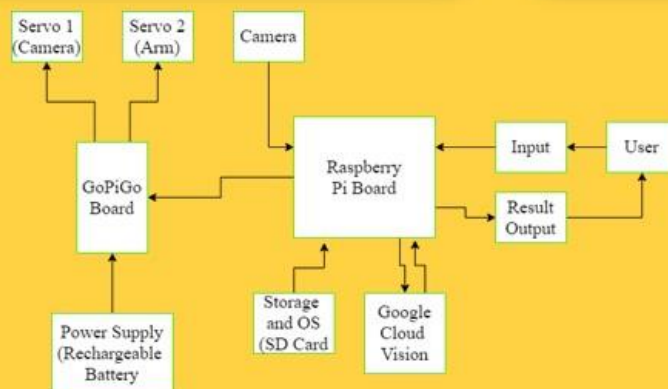 Servo 1
(Camera)
Servo 2
(Arm)
Camera
GoPiGo
Board
Raspberry
Pi Board
Input
User
Result
Output
Storage
and OS
(SD Card
Google
Cloud
Vision
Power Supply
(Rechargeable
Battery